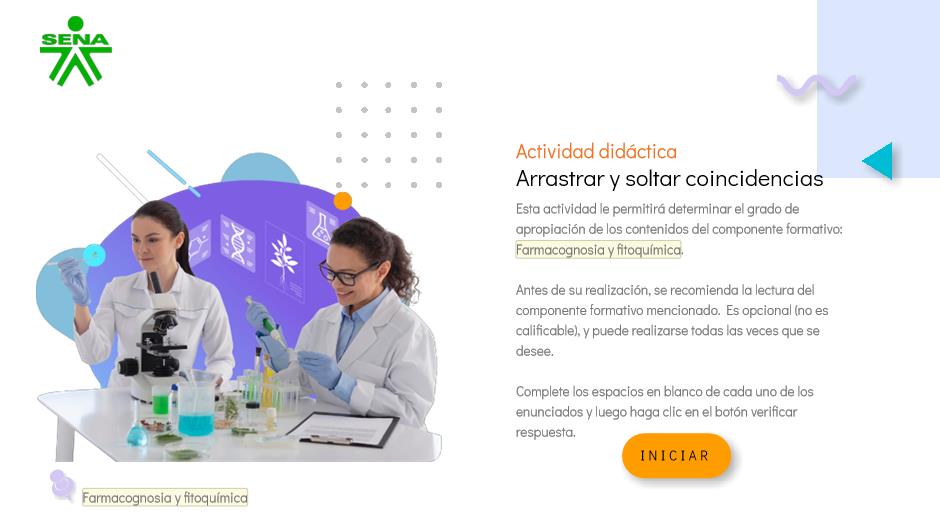 SENA
Actividad didáctica
Arrastrar y soltar coincidencias
Esta actividad le permitirá determinar el grado de
apropiación de los contenidos del componente formativo:
Farmacognosia y fitoquímica.
Antes de su realización, se recomienda la lectura del
componente formativo mencionado. Es opcional (no es
calificable), y puede realizarse todas las veces que se
desee.
Complete los espacios en blanco de cada uno de los
enunciados y luego haga clic en el botón verificar
respuesta.
INICIAR
Farmacognosia y fitoquímica